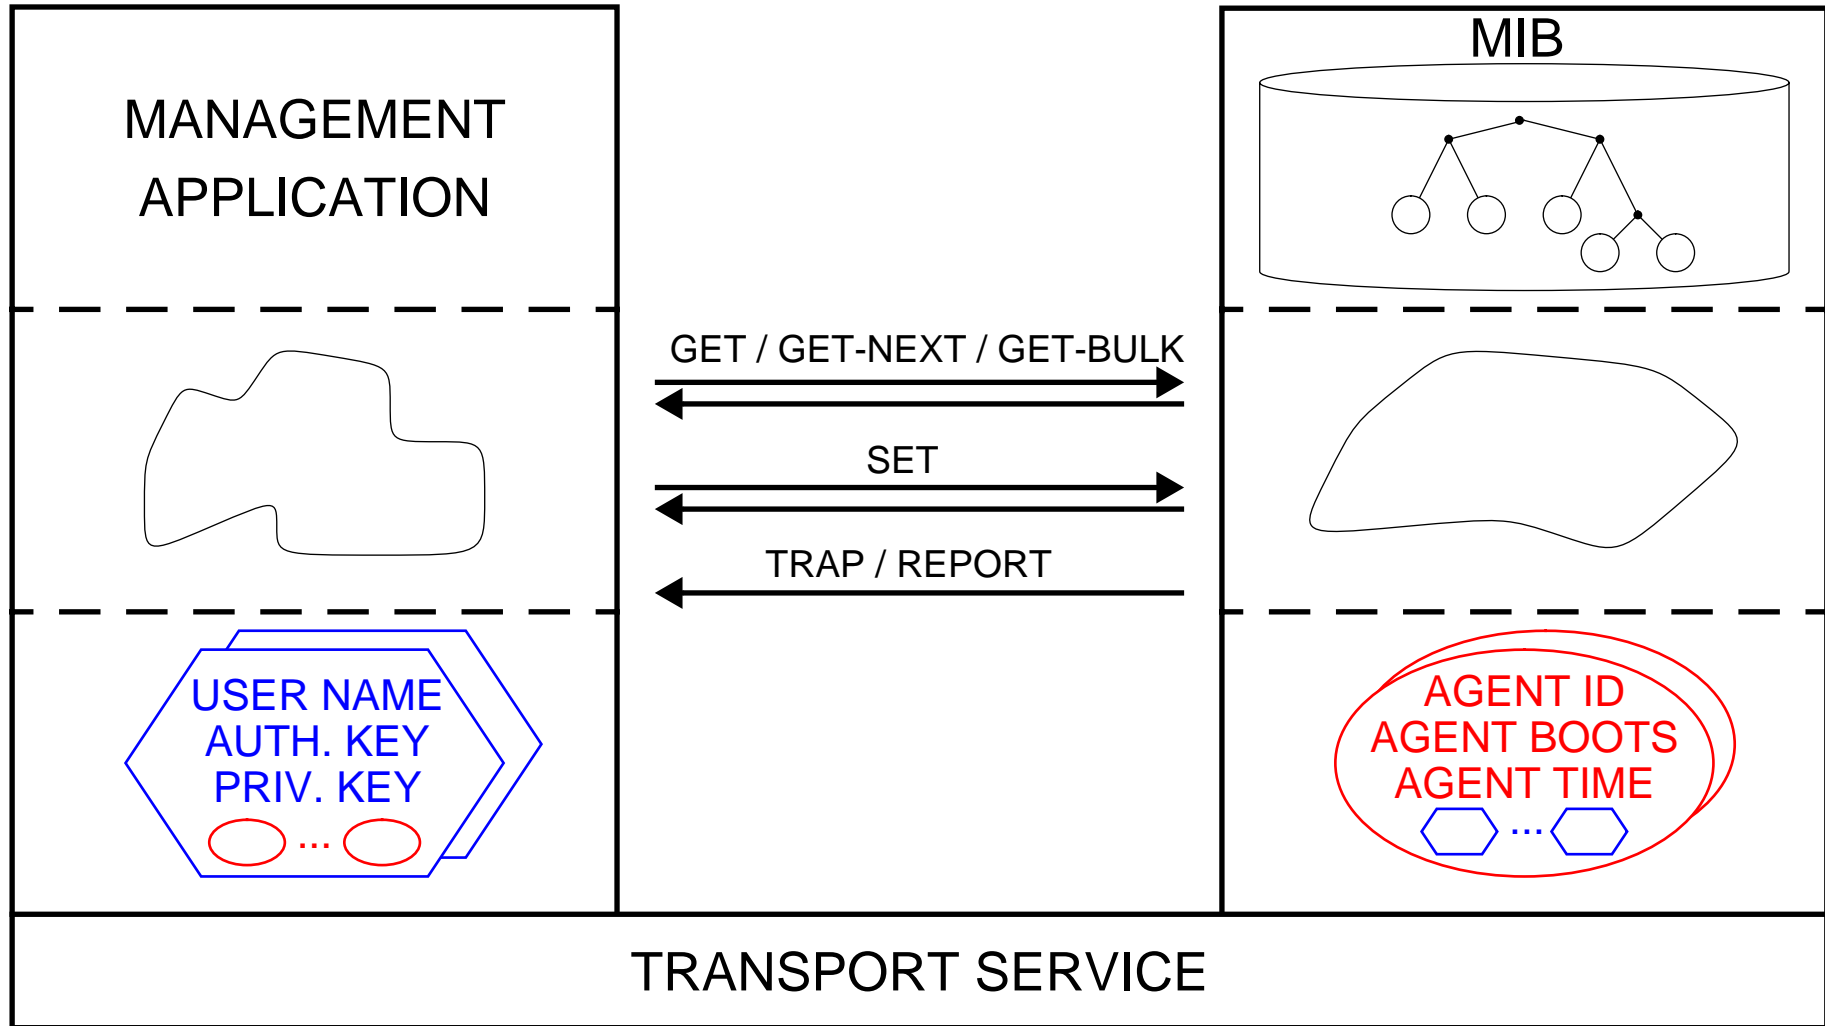 MANAGEMENT
APPLICATION
MIB
GET / GET-NEXT / GET-BULK
SET
TRAP / REPORT
USER NAME
AUTH. KEY
PRIV. KEY
...
AGENT ID
AGENT BOOTS
AGENT TIME
...
TRANSPORT SERVICE